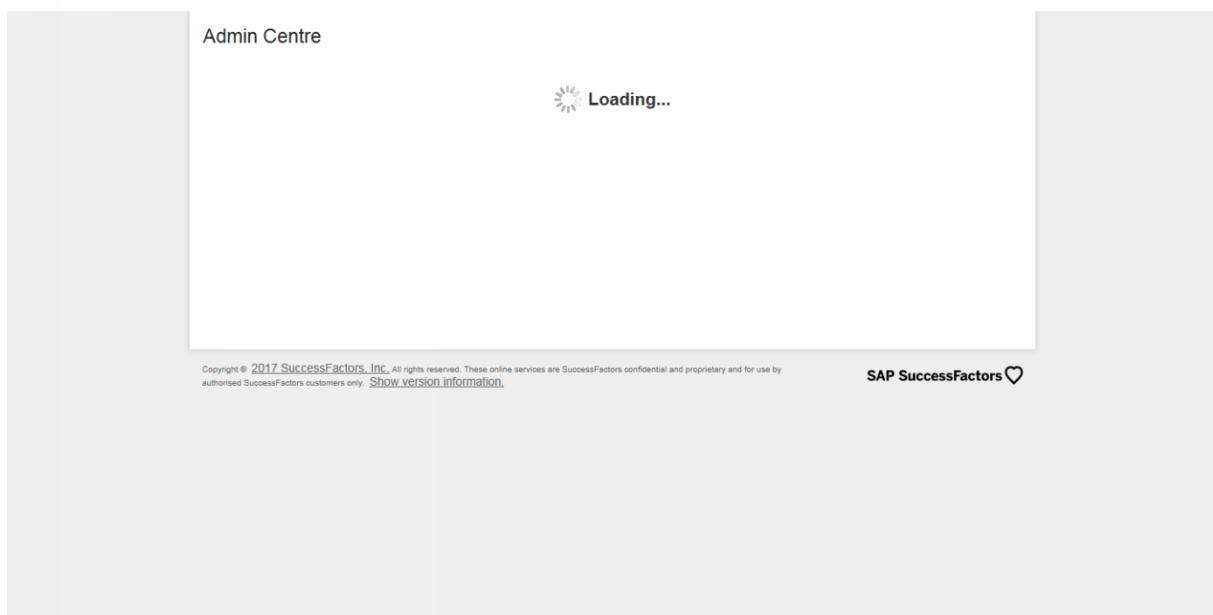 Admin Centre
Loading...
Copyright © 2017 SuccessFactors, Inc. All rights reserved. These online services are SuccessFactors confidential and proprietary and for use by
authorised SuccessFactors customers only. Show version information.
SAP SuccessFactors